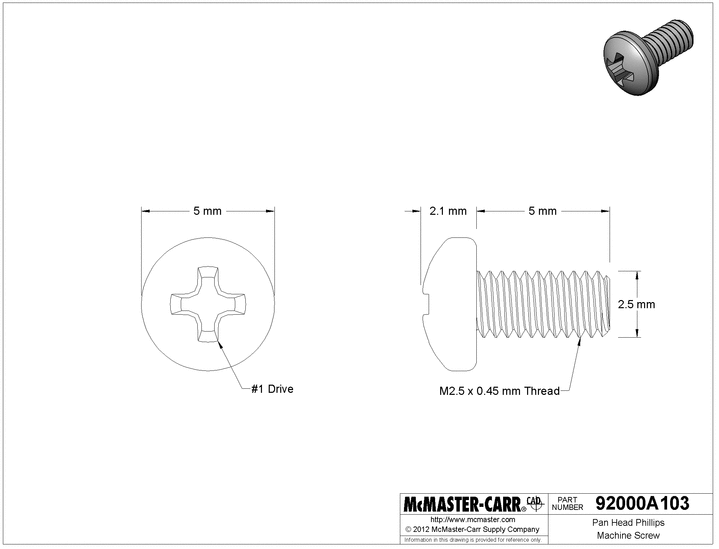 5 mm
2.1 mm
5 mm
2.5 mm
#1 Drive
M2.5 x 0.45 mm Thread
McMASTER-CARR® CAD
http://www.mcmaster.com
© 2012 McMaster-Carr Supply Company
Information in this drawing is provided for reference only.
PART
NUMBER
92000A103
Pan Head Phillips
Machine Screw